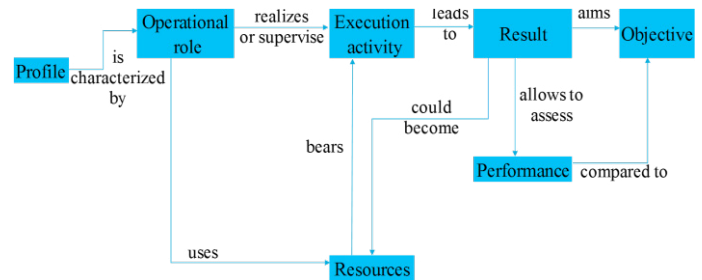 Operational
role
realizes
or supervise
Execution
activity
leads
to
Result
aims
Objective
Profile
is
characterized
by
could
become
allows to
assess
bears
Performance
compared to
uses
Resources